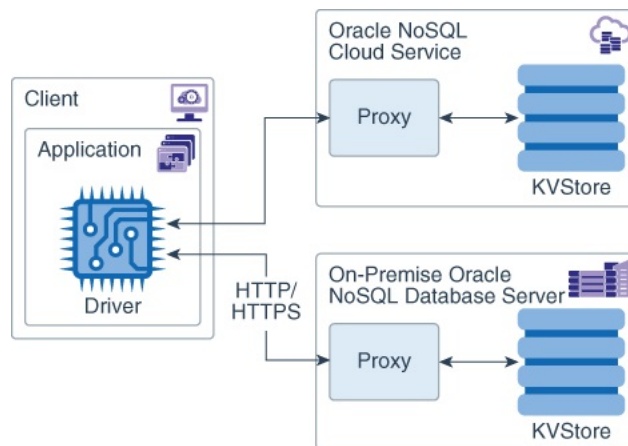 Client
Application
Driver
HTTP/
HTTPS
Oracle NoSQL
Cloud Service
Proxy
KVStore
On-Premise Oracle
NoSQL Database Server
Proxy
KVStore